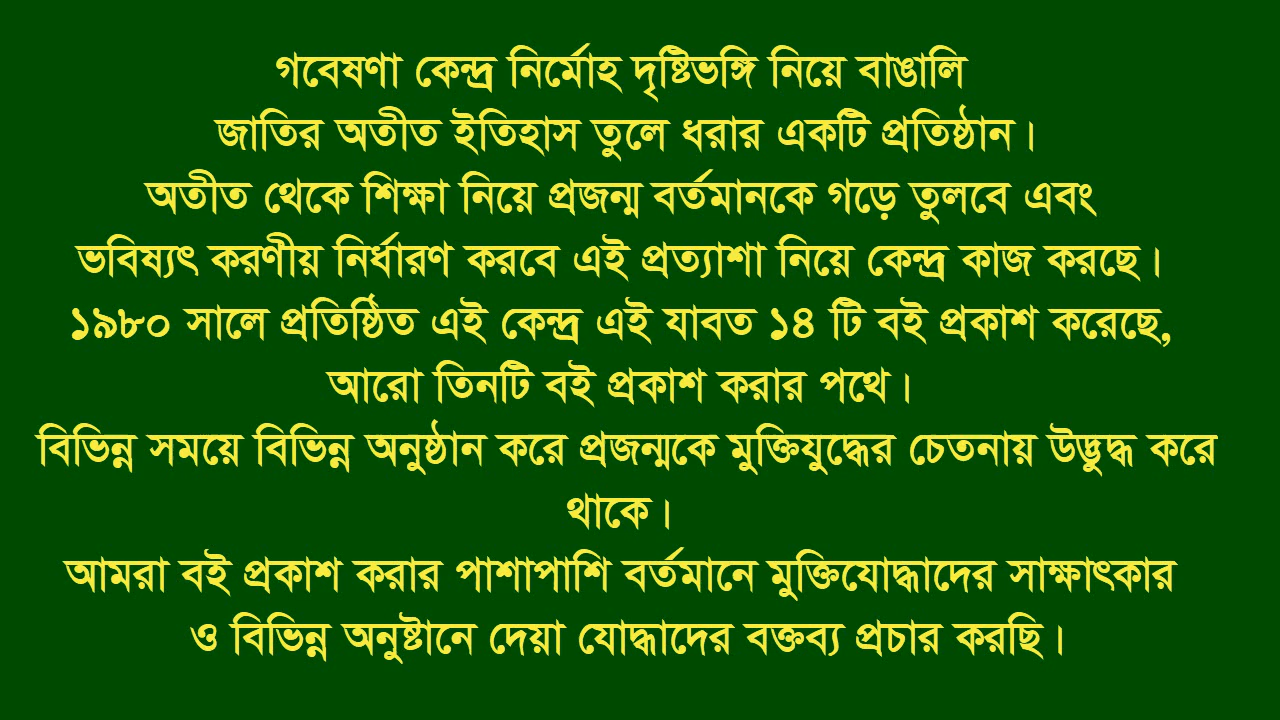 গবেষণা কেন্দ্র নির্মোহ দৃষ্টিভঙ্গি নিয়ে বাঙালি
জাতির অতীত ইতিহাস তুলে ধরার একটি প্রতিষ্ঠান।
অতীত থেকে শিক্ষা নিয়ে প্রজন্ম বর্তমানকে গড়ে তুলবে এবং
ভবিষ্যৎ করণীয় নির্ধারণ করবে এই প্রত্যাশা নিয়ে কেন্দ্র কাজ করছে।
১৯৮০ সালে প্রতিষ্ঠিত এই কেন্দ্র এই যাবত ১৪ টি বই প্রকাশ করেছে,
আরো তিনটি বই প্রকাশ করার পথে।
বিভিন্ন সময়ে বিভিন্ন অনুষ্ঠান করে প্রজন্মকে মুক্তিযুদ্ধের চেতনায় উদ্ভুদ্ধ করে
থাকে।
আমরা বই প্রকাশ করার পাশাপাশি বর্তমানে মুক্তিযোদ্ধাদের সাক্ষাৎকার
ও বিভিন্ন অনুষ্টানে দেয়া যোদ্ধাদের বক্তব্য প্রচার করছি।